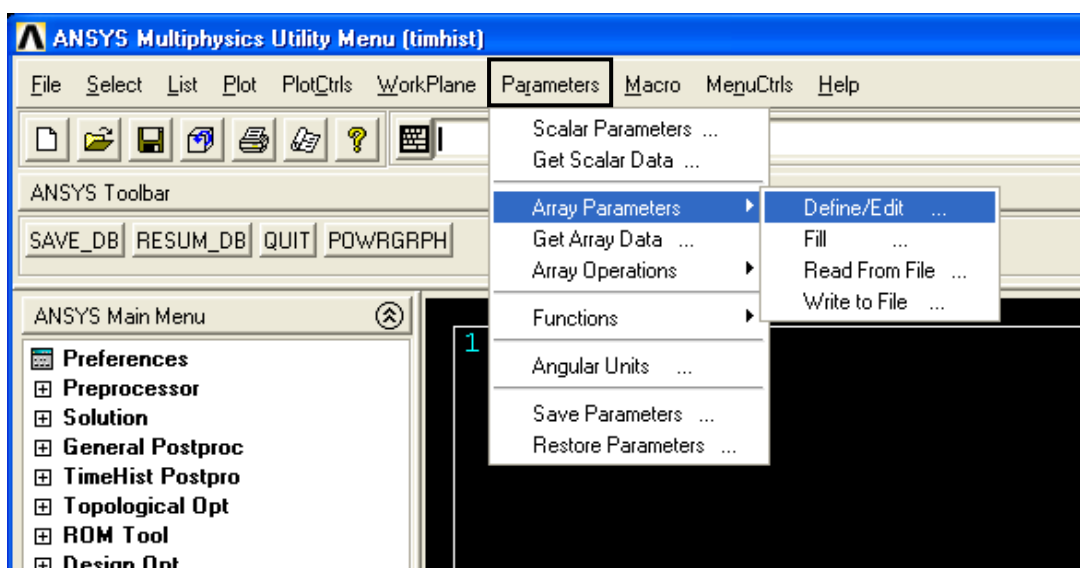 ANSYS Multiphysics Utility Menu (timhist)
File Select List Plot PlotCtrls WorkPlane Parameters Macro MenuCtrls Help
Scalar Parameters ...
Get Scalar Data ...
ANSYS Toolbar
Array Parameters
Define/Edit ...
SAVE_DB RESUM_DB QUIT POWRGRPH
Get Array Data ...
Fill ...
Array Operations
Read From File ...
Write to File ...
ANSYS Main Menu
Functions
1
Preferences
Angular Units ...
Preprocessor
Solution
Save Parameters ...
General Postproc
Restore Parameters ...
TimeHist Postpro
Topological Opt
ROM Tool
Design Opt